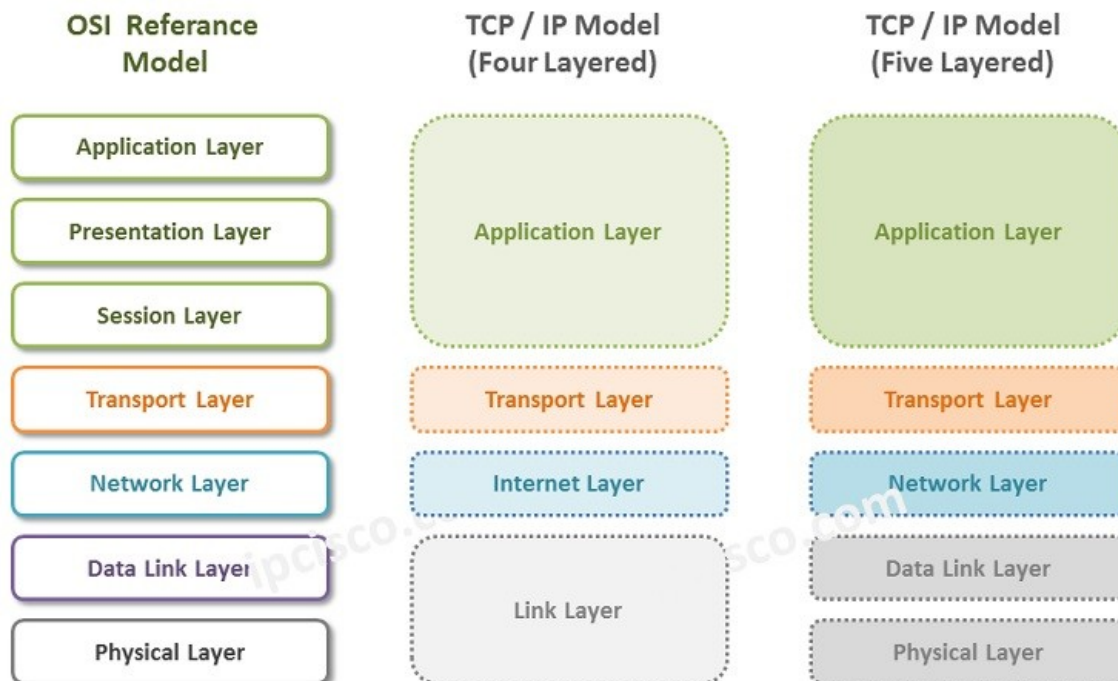 OSI Referance
Model
TCP / IP Model
(Four Layered)
TCP / IP Model
(Five Layered)
Application Layer
Presentation Layer
Session Layer
Transport Layer
Network Layer
Data Link Layer
Physical Layer
Application Layer
Transport Layer
Internet Layer
Link Layer
Application Layer
Transport Layer
Network Layer
Data Link Layer
Physical Layer
ipcisco.com